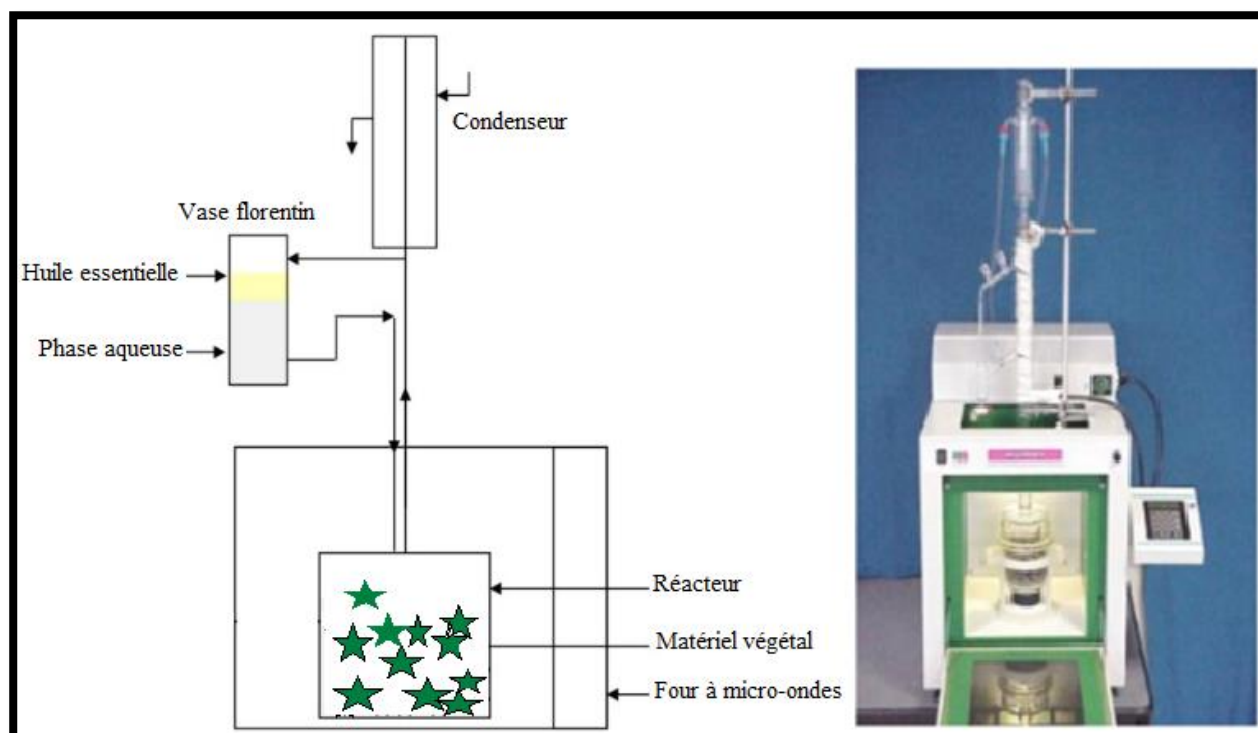 Condenseur
Vase florentin
Huile essentielle
Phase aqueuse
Réacteur
Matériel végétal
Four à micro-ondes